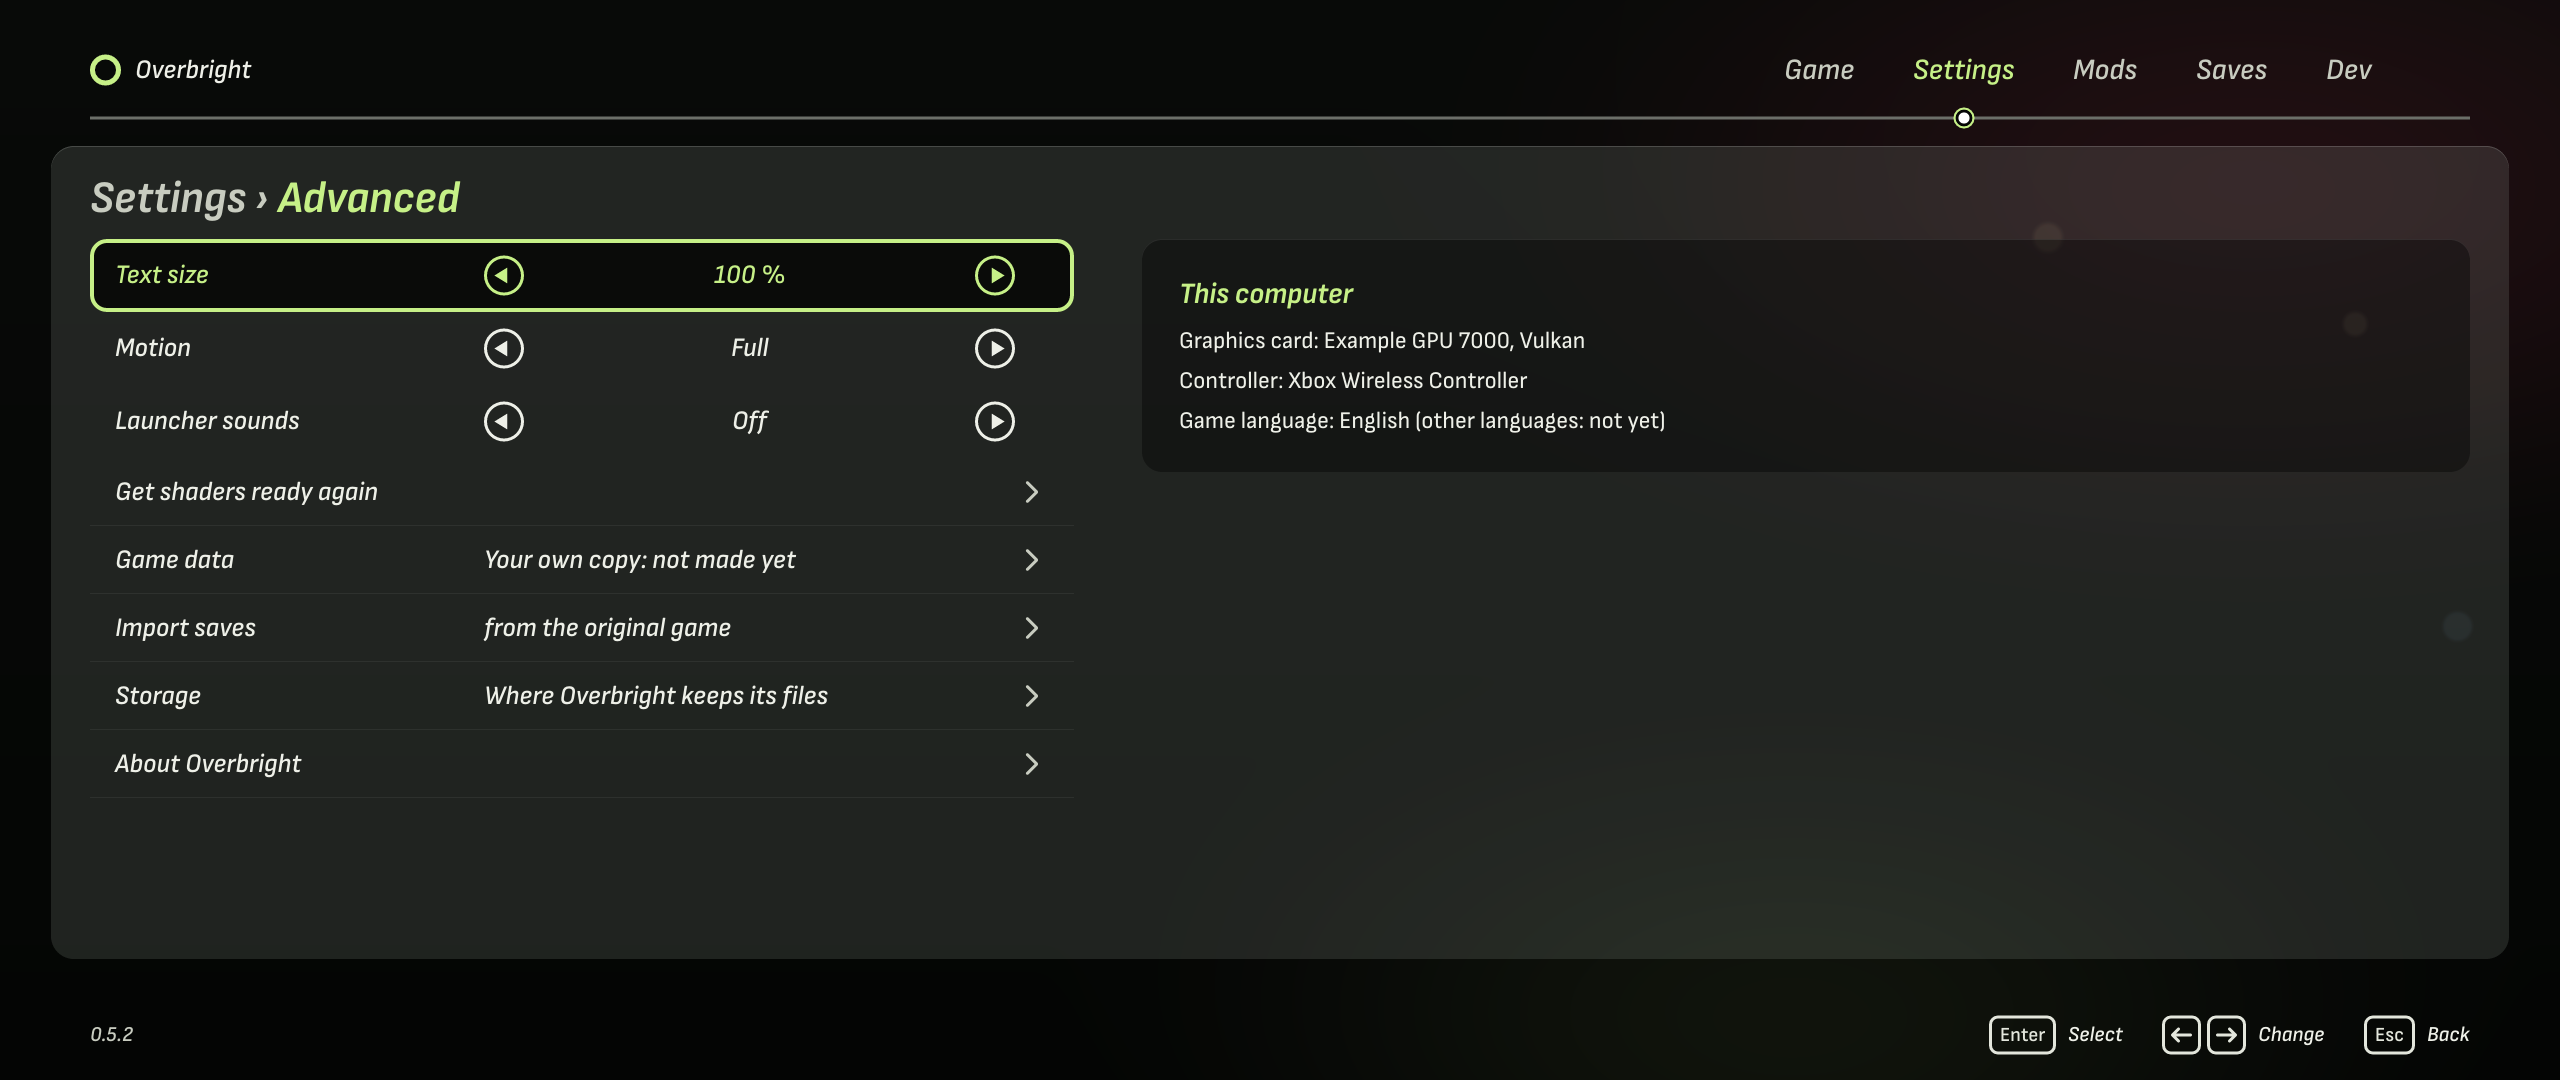 Overbright
Game Settings Mods Saves Dev
Settings › Advanced
Text size 100 %
Motion Full
Launcher sounds Off
Get shaders ready again
Game data Your own copy: not made yet
Import saves from the original game
Storage Where Overbright keeps its files
About Overbright
This computer
Graphics card: Example GPU 7000, Vulkan
Controller: Xbox Wireless Controller
Game language: English (other languages: not yet)
0.5.2
Enter Select ← → Change Esc Back